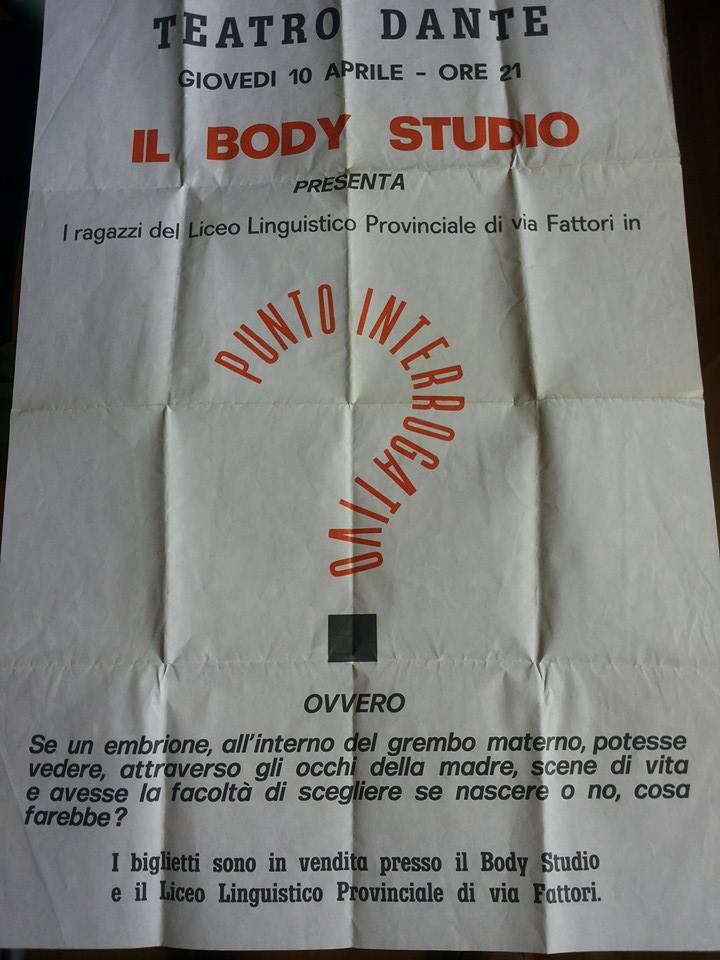 TEATRO DANTE
GIOVEDI 10 APRILE - ORE 21
IL BODY STUDIO
PRESENTA
I ragazzi del Liceo Linguistico Provinciale di via Fattori in
PUNTO INTERROGATIVO
OVVERO
Se un embrione, all'interno del grembo materno, potesse
vedere, attraverso gli occhi della madre, scene di vita
e avesse la facoltà di scegliere se nascere o no, cosa
farebbe?
I biglietti sono in vendita presso il Body Studio
e il Liceo Linguistico Provinciale di via Fattori.